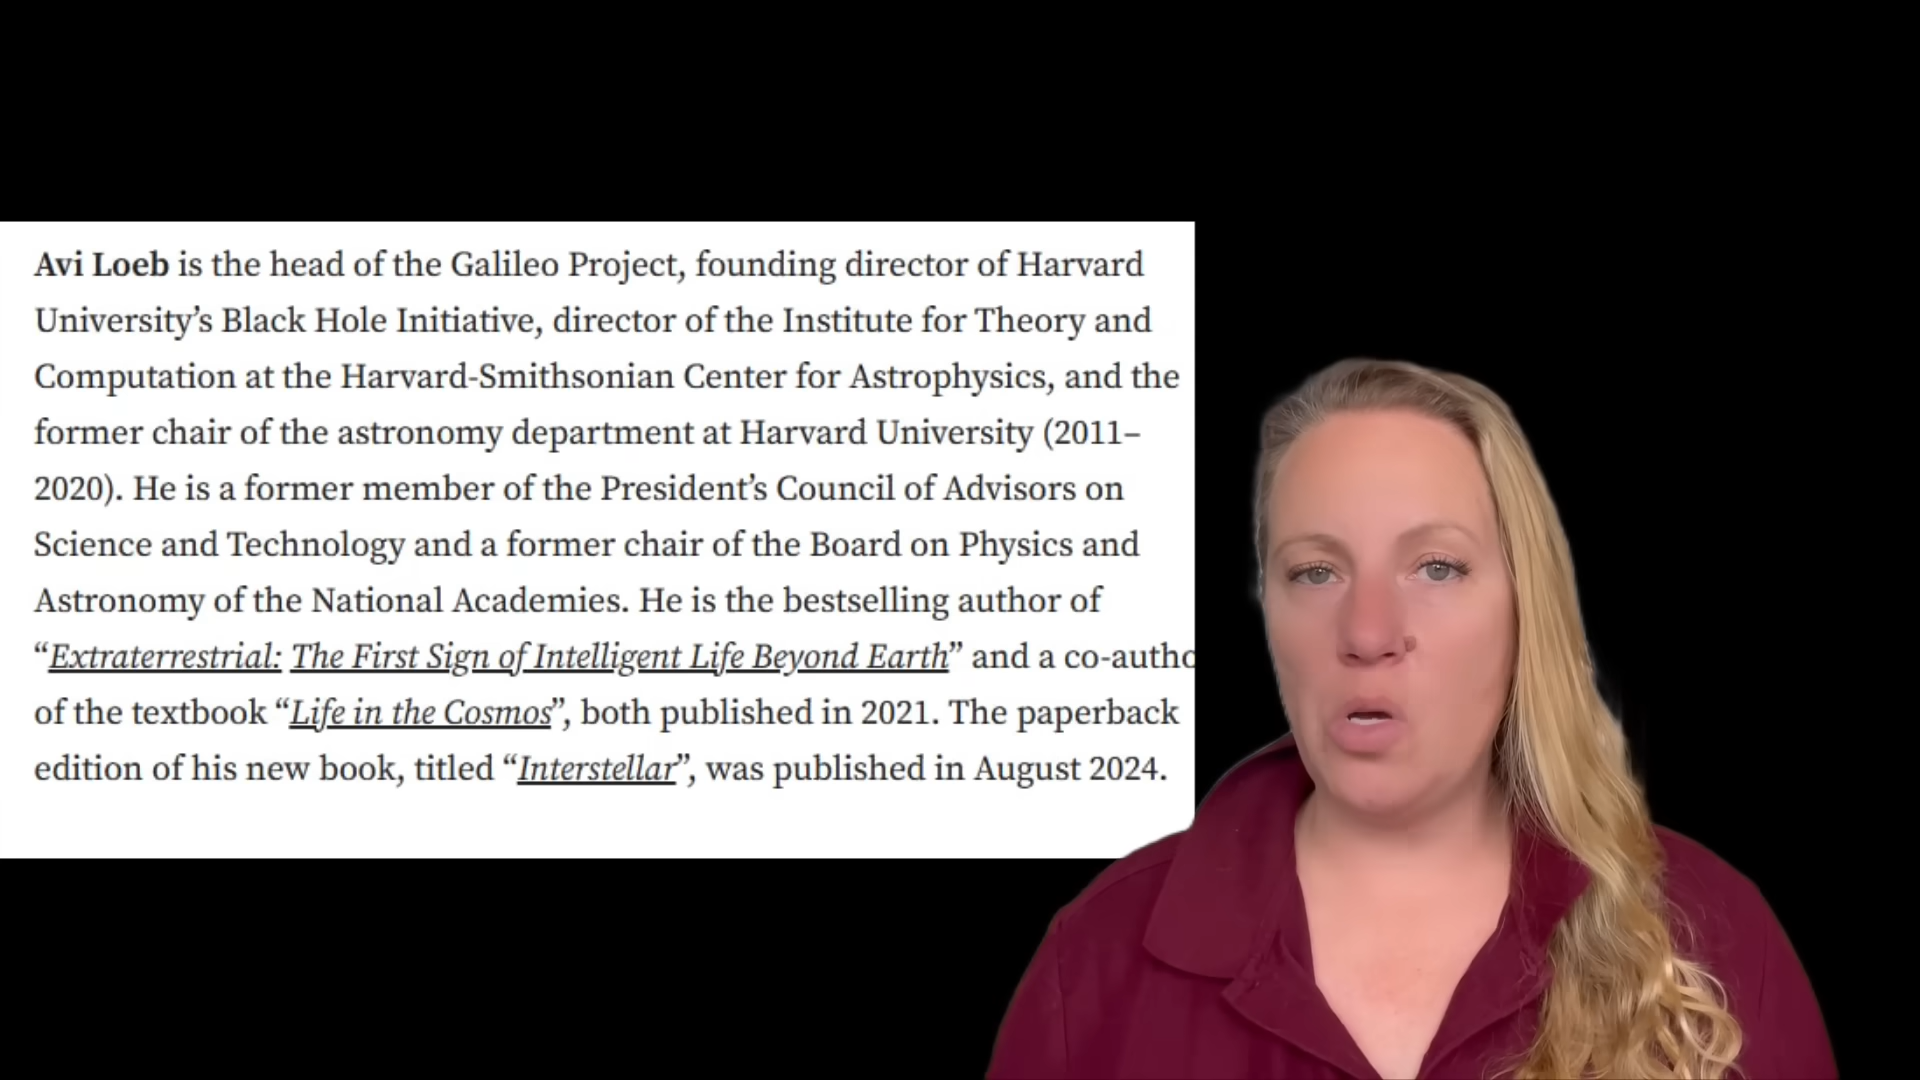 Avi Loeb is the head of the Galileo Project, founding director of Harvard
University’s Black Hole Initiative, director of the Institute for Theory and
Computation at the Harvard-Smithsonian Center for Astrophysics, and the
former chair of the astronomy department at Harvard University (2011–
2020). He is a former member of the President’s Council of Advisors on
Science and Technology and a former chair of the Board on Physics and
Astronomy of the National Academies. He is the bestselling author of
“Extraterrestrial: The First Sign of Intelligent Life Beyond Earth” and a co-autho
of the textbook “Life in the Cosmos”, both published in 2021. The paperback
edition of his new book, titled “Interstellar”, was published in August 2024.